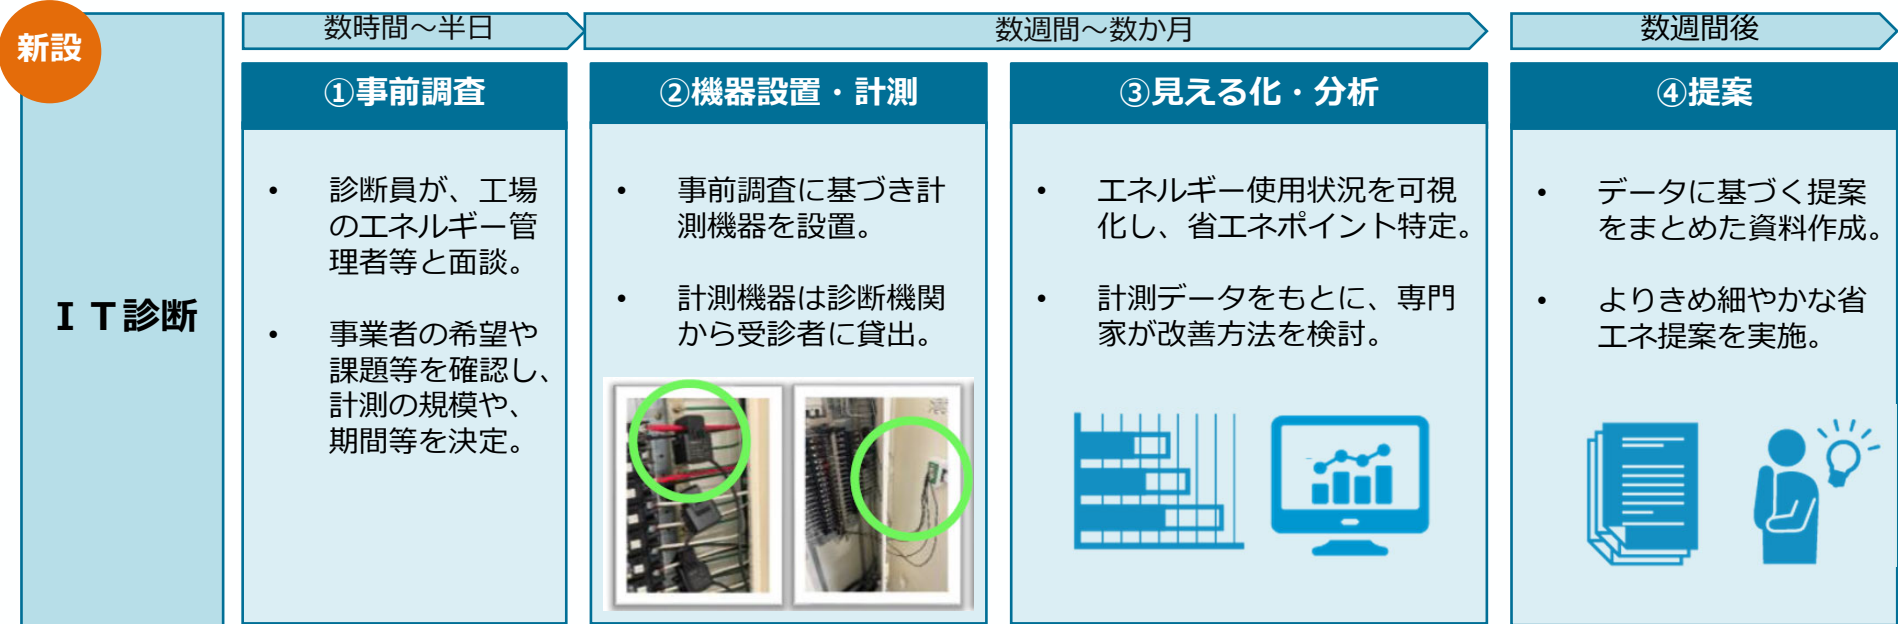 新設
ＩＴ診断
数時間～半日
数週間～数か月
数週間後
①事前調査
• 診断員が、工場
のエネルギー管
理者等と面談。
• 事業者の希望や
課題等を確認し、
計測の規模や、
期間等を決定。
②機器設置・計測
• 事前調査に基づき計
測機器を設置。
• 計測機器は診断機関
から受診者に貸出。
③見える化・分析
• エネルギー使用状況を可視
化し、省エネポイント特定。
• 計測データをもとに、専門
家が改善方法を検討。
④提案
• データに基づく提案
をまとめた資料作成。
• よりきめ細やかな省
エネ提案を実施。